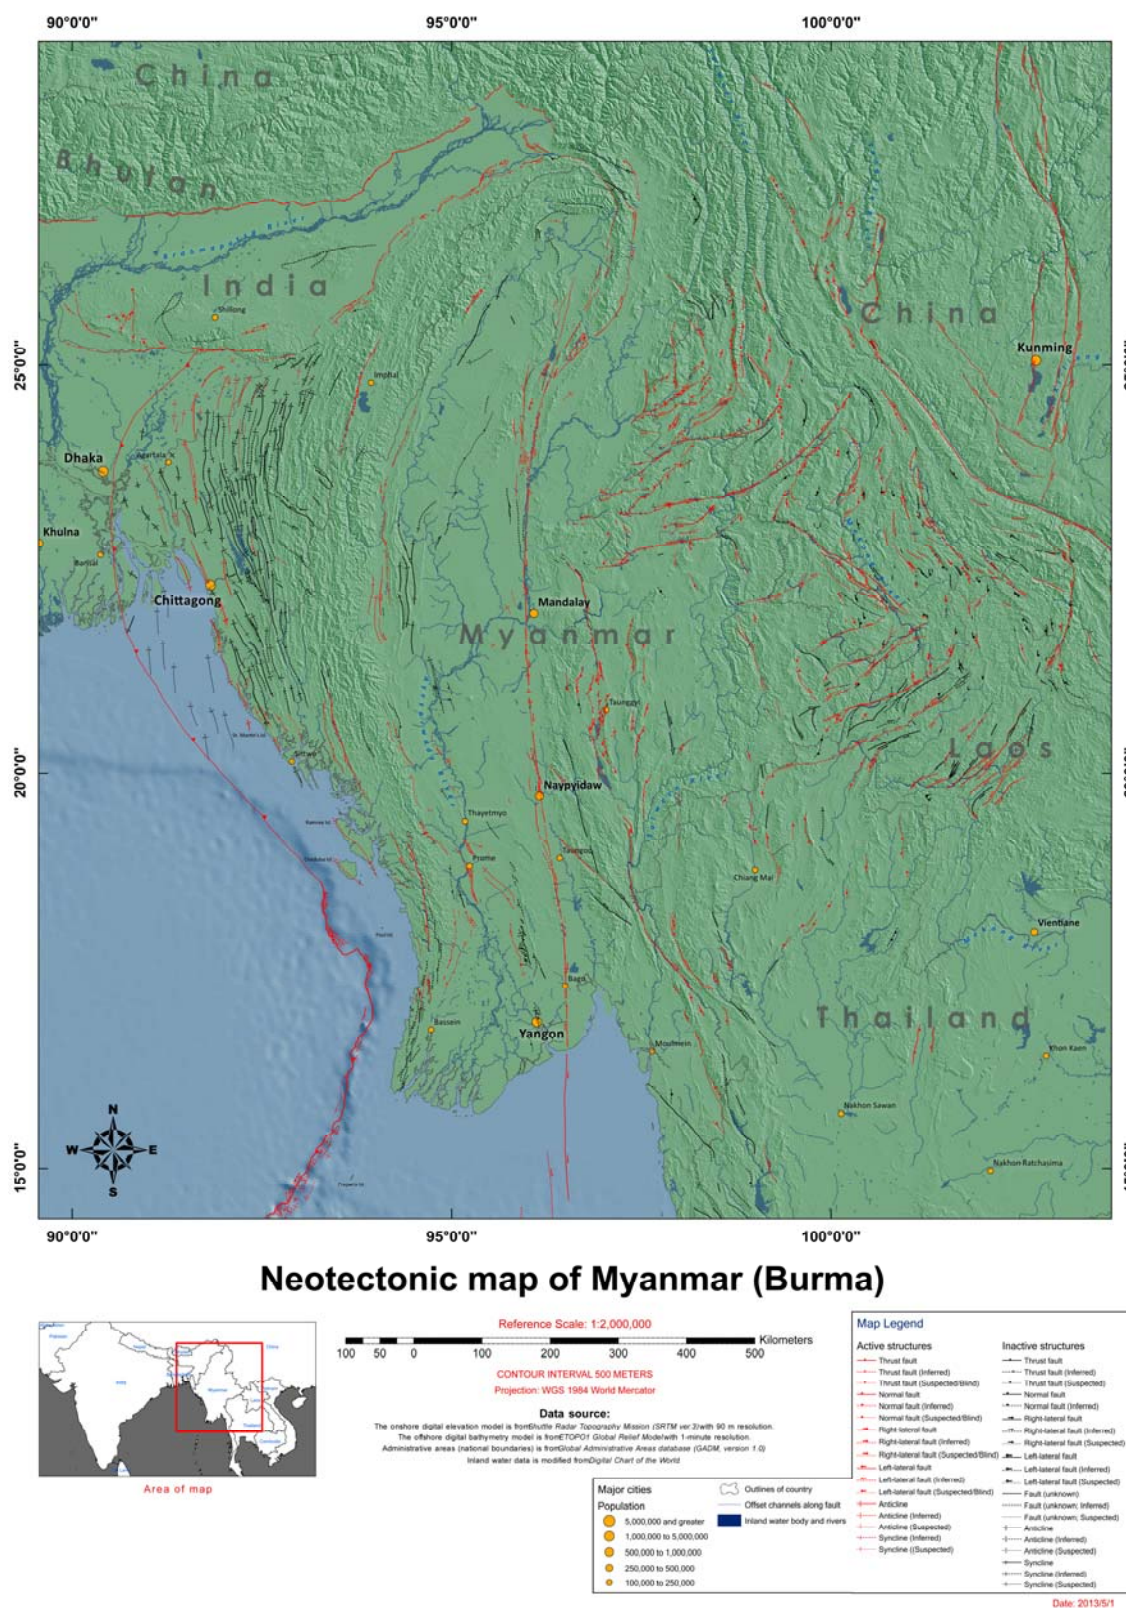 90°0'0"
95°0'0"
100°0'0"
China
Bhutan
Brahmaputra River
India
Shillong
China
25°0'0"
Kunming
Imphal
Dhaka
Agartala
Khulna
Barisal
Chittagong
Mandalay
Myanmar
Taunggyi
Laos
St. Martin's Isl.
Sittwe
20°0'0"
Naypyidaw
Ramree Isl.
Thayetmyo
Prome
Chiang Mai
Vientiane
Bago
Thailand
Bassein
Yangon
Moulmein
Khon Kaen
Nakhon Sawan
N
W E
S
15°0'0"
Nakhon Ratchasima
90°0'0"
95°0'0"
100°0'0"
Neotectonic map of Myanmar (Burma)
Area of map
Reference Scale: 1:2,000,000
100 50 0 100 200 300 400 500 Kilometers
CONTOUR INTERVAL 500 METERS
Projection: WGS 1984 World Mercator
Data source:
The onshore digital elevation model is from Shuttle Radar Topography Mission (SRTM ver.3) with 90 m resolution.
The offshore digital bathymetry model is from ETOPO1 Global Relief Model with 1-minute resolution.
Administrative areas (national boundaries) is from Global Administrative Areas database (GADM, version 1.0)
Inland water data is modified from Digital Chart of the World
Major cities
Population
5,000,000 and greater
1,000,000 to 5,000,000
500,000 to 1,000,000
250,000 to 500,000
100,000 to 250,000
Outlines of country
Offset channels along fault
Inland water body and rivers
Map Legend
Active structures
Thrust fault
Thrust fault (Inferred)
Thrust fault (Suspected/Blind)
Normal fault
Normal fault (Inferred)
Normal fault (Suspected/Blind)
Right-lateral fault
Right-lateral fault (Inferred)
Right-lateral fault (Suspected/Blind)
Left-lateral fault
Left-lateral fault (Inferred)
Left-lateral fault (Suspected/Blind)
Anticline
Anticline (Inferred)
Anticline (Suspected)
Syncline (Inferred)
Syncline ((Suspected)
Inactive structures
Thrust fault
Thrust fault (Inferred)
Thrust fault (Suspected)
Normal fault
Normal fault (Inferred)
Right-lateral fault
Right-lateral fault (Inferred)
Right-lateral fault (Suspected)
Left-lateral fault
Left-lateral fault (Inferred)
Left-lateral fault (Suspected)
Fault (unknown)
Fault (unknown; Inferred)
Fault (unknown; Suspected)
Anticline
Anticline (Inferred)
Anticline (Suspected)
Syncline
Syncline (Inferred)
Syncline (Suspected)
Date: 2013/5/1